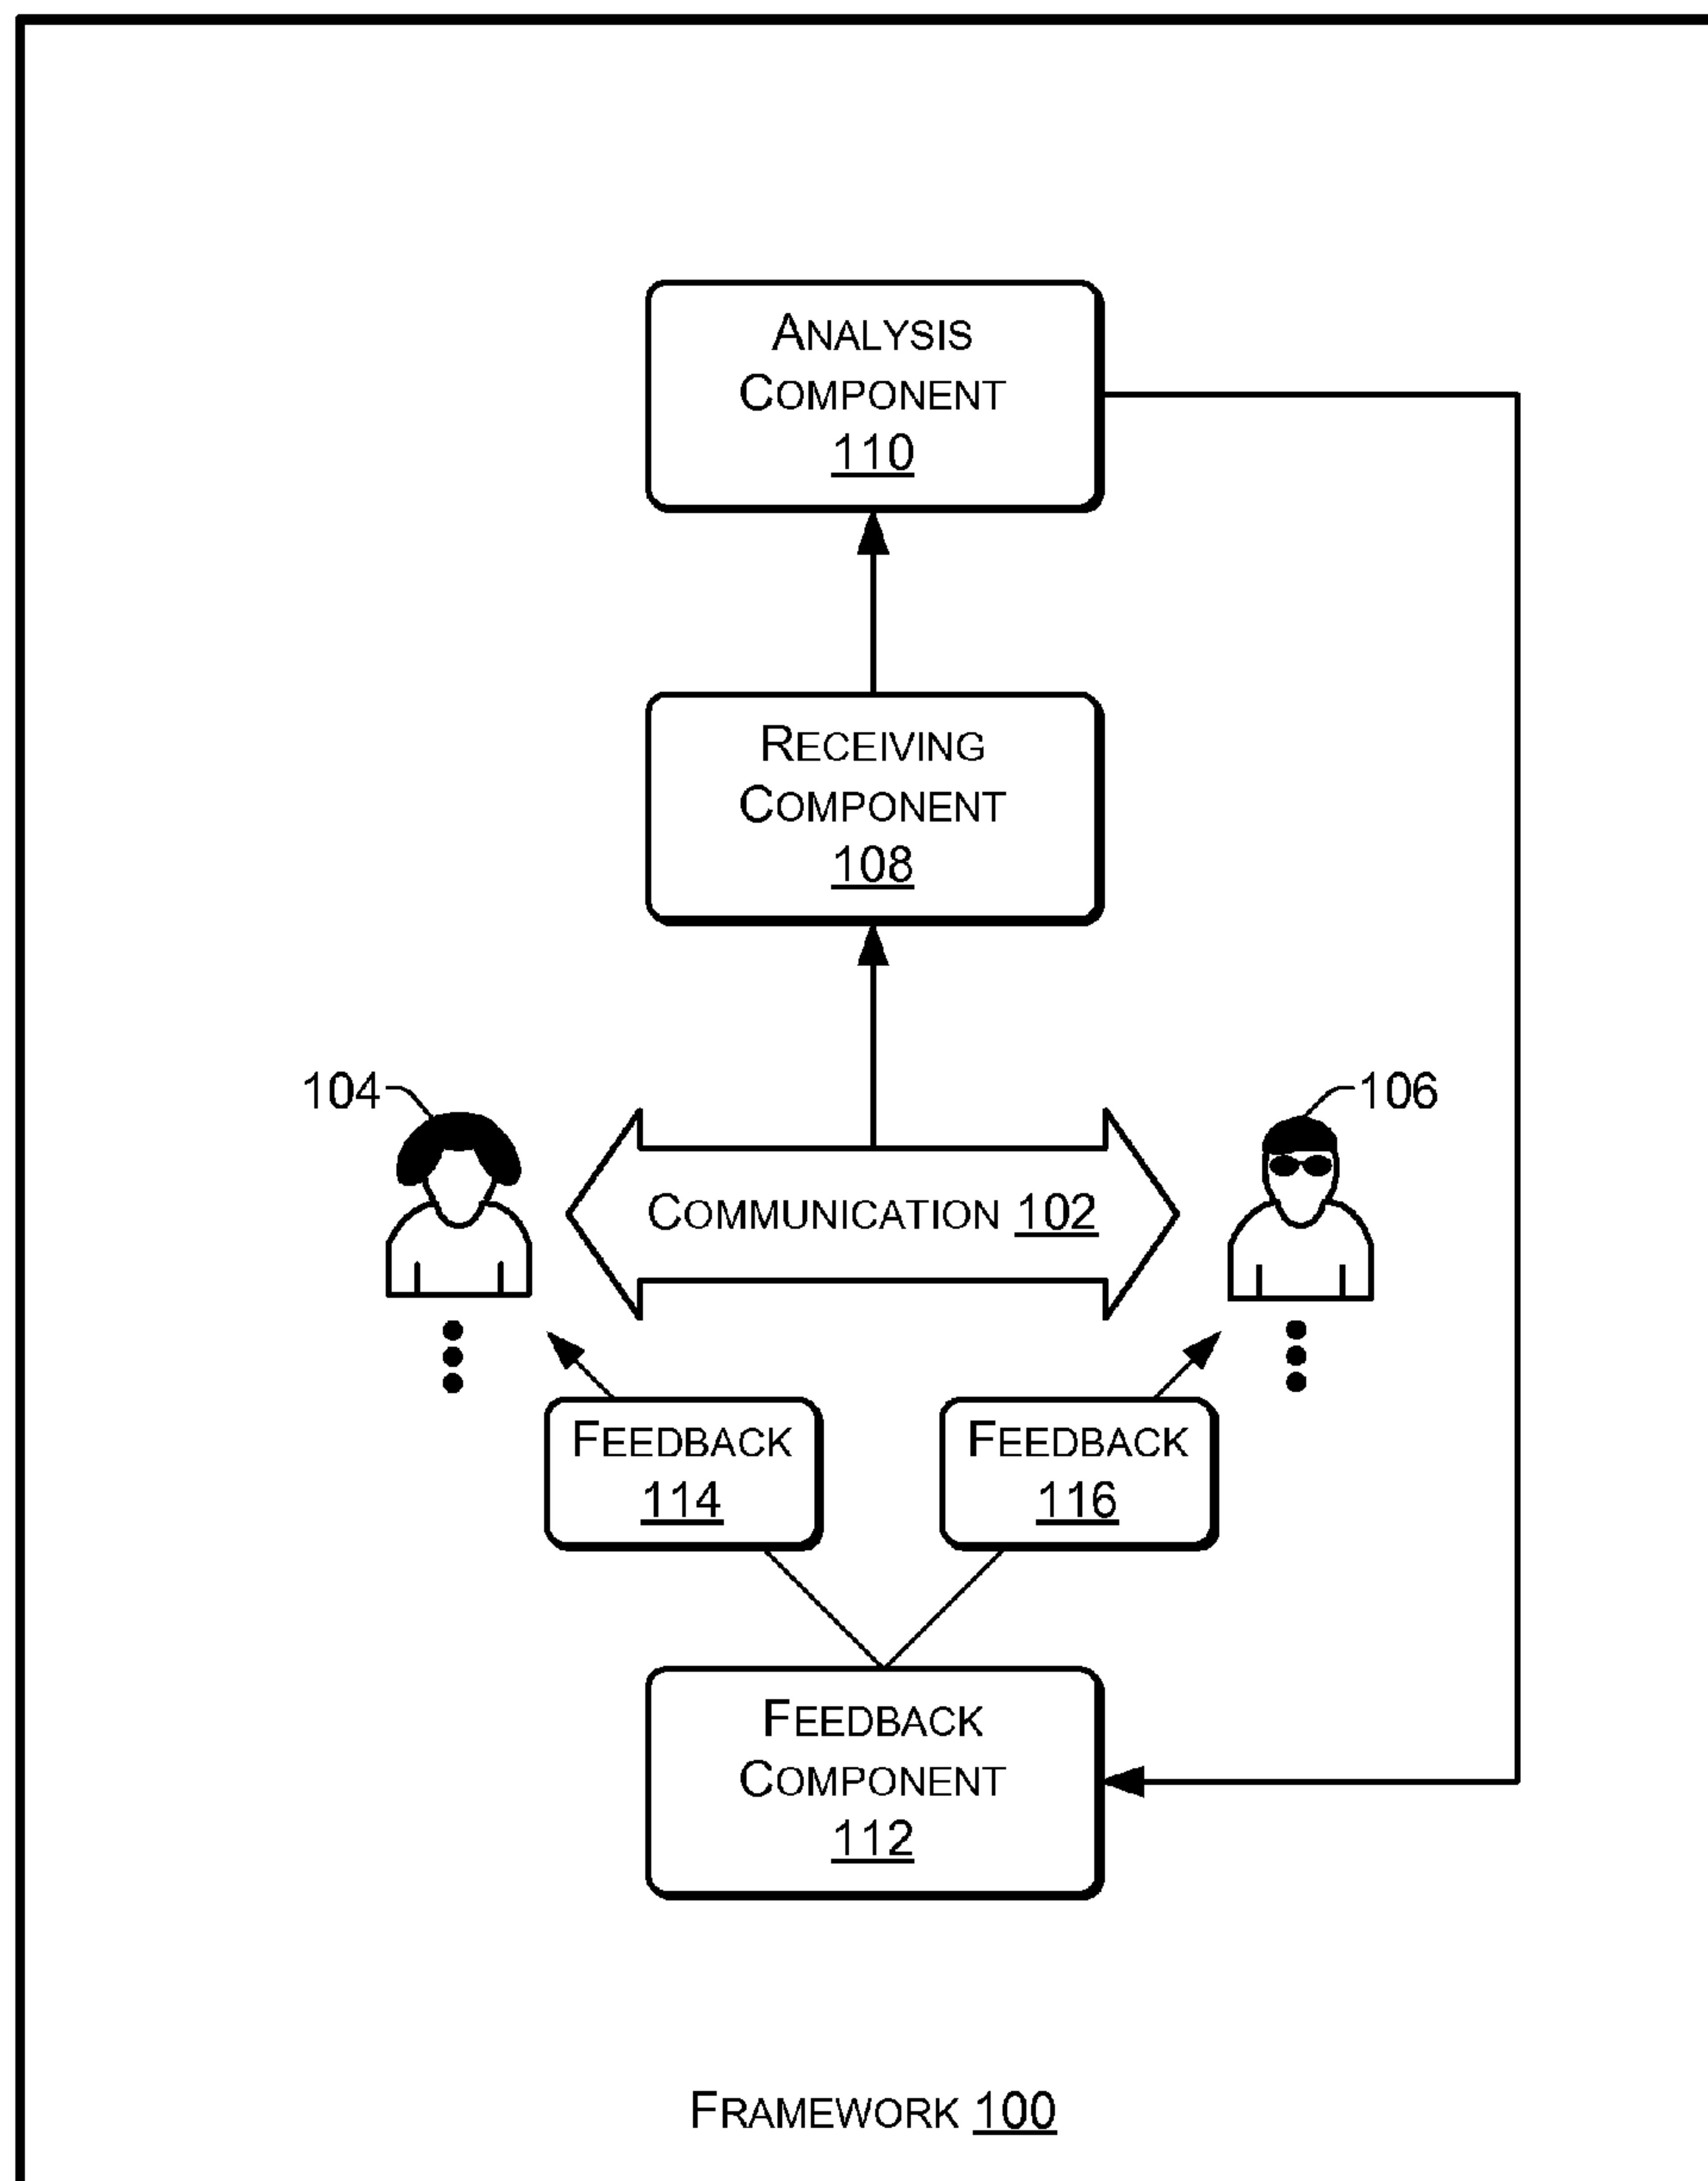 ANALYSIS
COMPONENT
110
RECEIVING
COMPONENT
108
104
106
COMMUNICATION 102
FEEDBACK
114
FEEDBACK
116
FEEDBACK
COMPONENT
112
FRAMEWORK 100